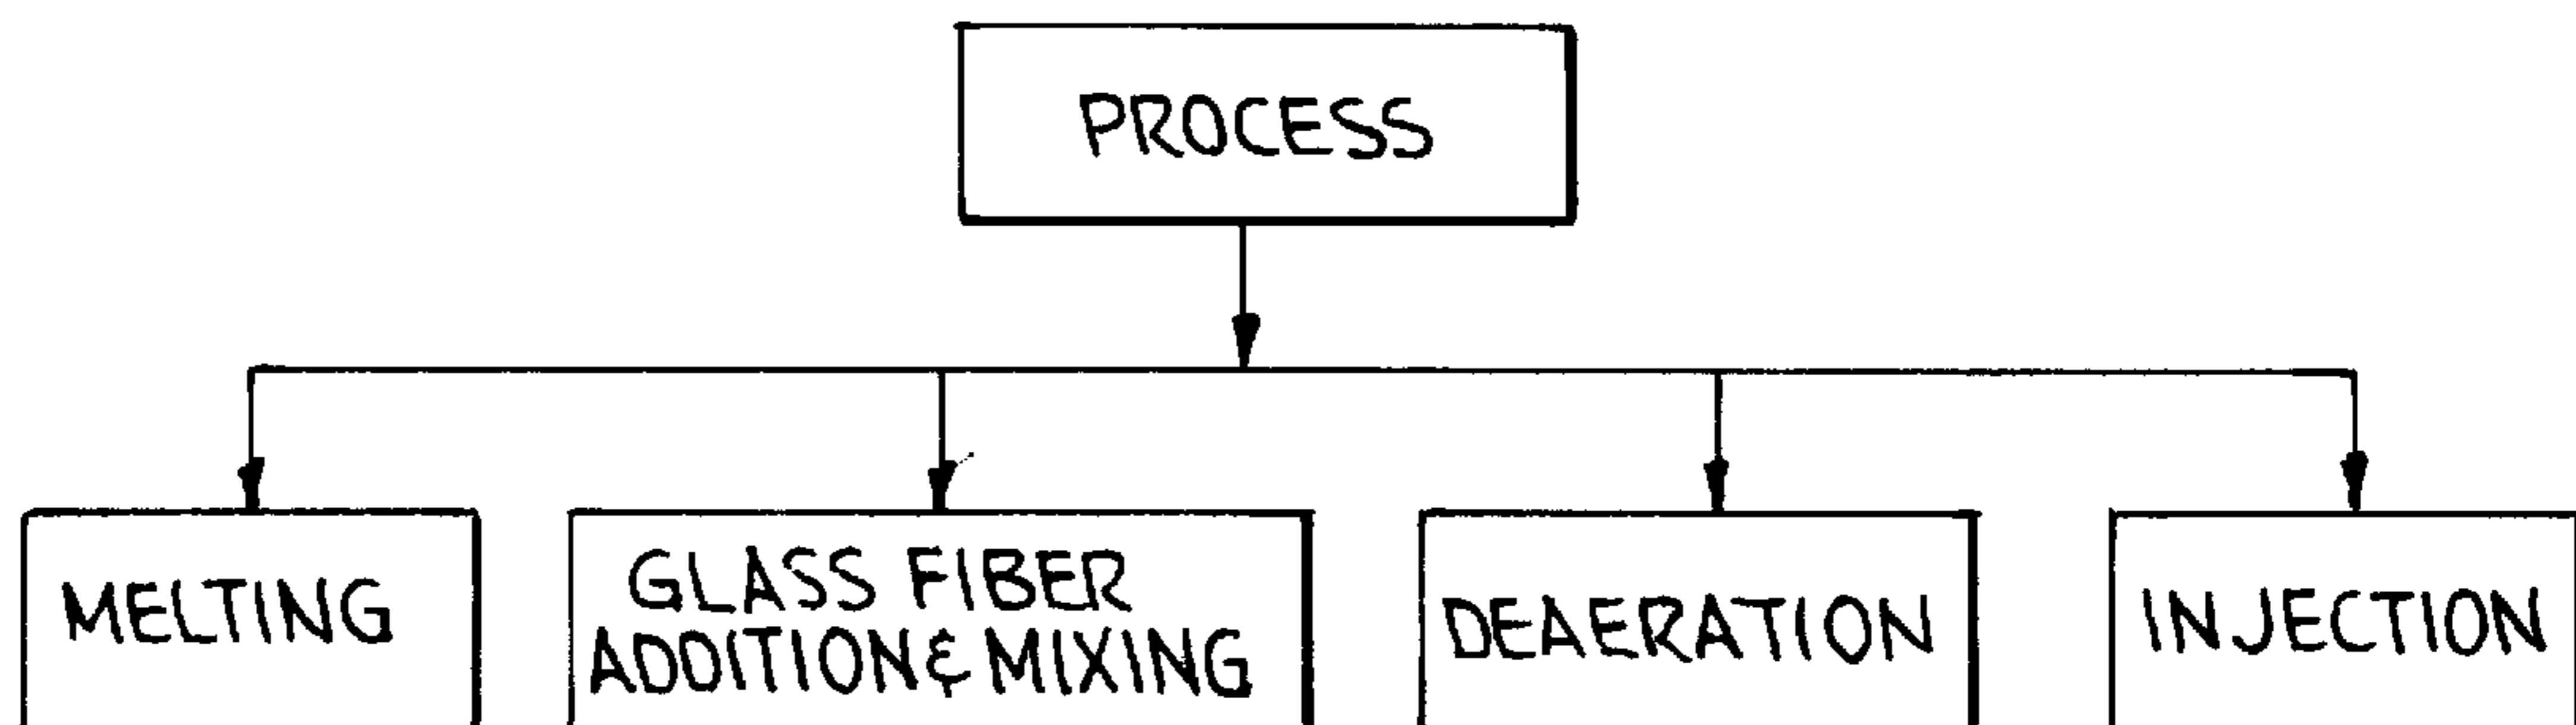 PROCESS
MELTING
GLASS FIBER
ADDITION & MIXING
DEAERATION
INJECTION